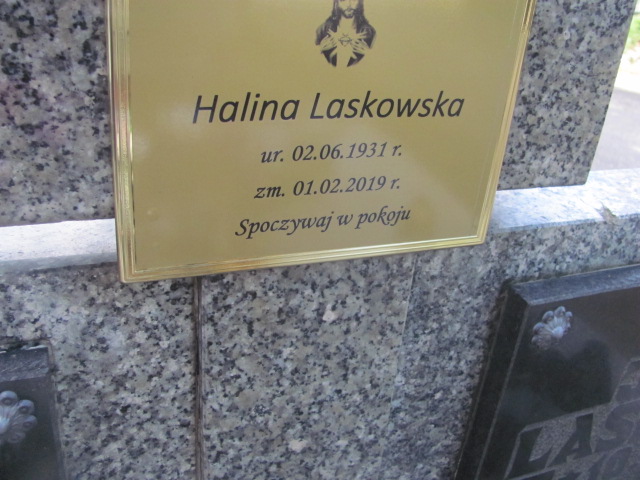 Halina Laskowska
ur. 02.06.1931 r.
zm. 01.02.2019 r.
Spoczywaj w pokoju